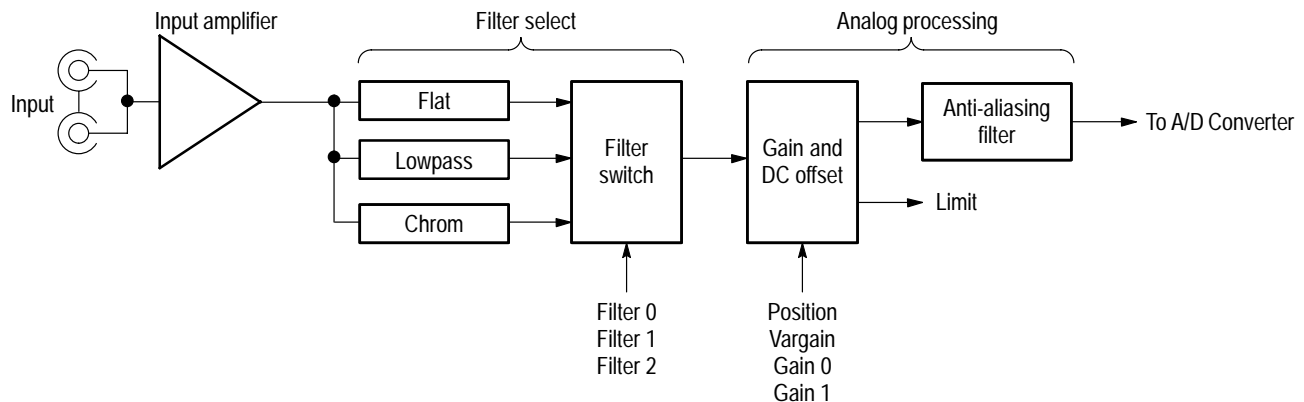 Input amplifier
Filter select
Analog processing
Input
Flat
Lowpass
Chrom
Filter
switch
Gain and
DC offset
Anti-aliasing
filter
To A/D Converter
Limit
Filter 0
Filter 1
Filter 2
Position
Vargain
Gain 0
Gain 1